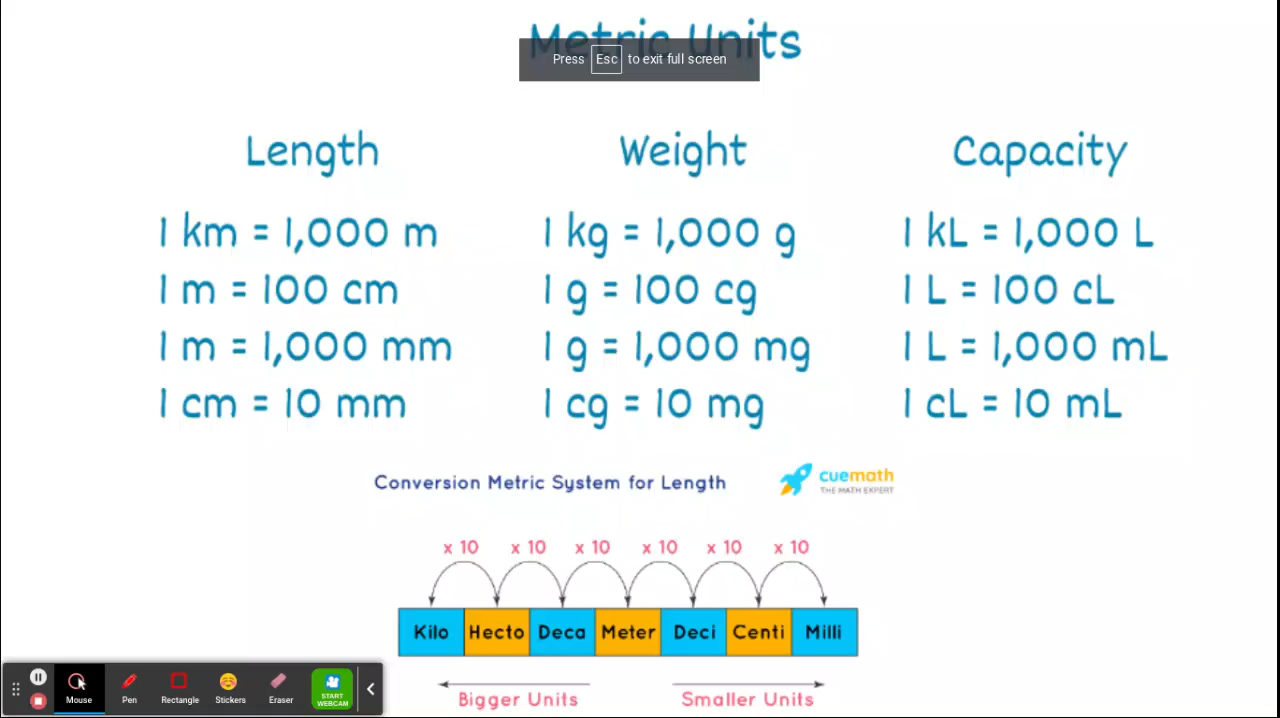 Metric Units
Press Esc to exit full screen
Length
1 km = 1,000 m
1 m = 100 cm
1 m = 1,000 mm
1 cm = 10 mm
Weight
1 kg = 1,000 g
1 g = 100 cg
1 g = 1,000 mg
1 cg = 10 mg
Capacity
1 kL = 1,000 L
1 L = 100 cL
1 L = 1,000 mL
1 cL = 10 mL
Conversion Metric System for Length
cuemath
THE MATH EXPERT
x 10 x 10 x 10 x 10 x 10 x 10
Kilo Hecto Deca Meter Deci Centi Milli
Bigger Units Smaller Units
Mouse Pen Rectangle Stickers Eraser START WEBCAM